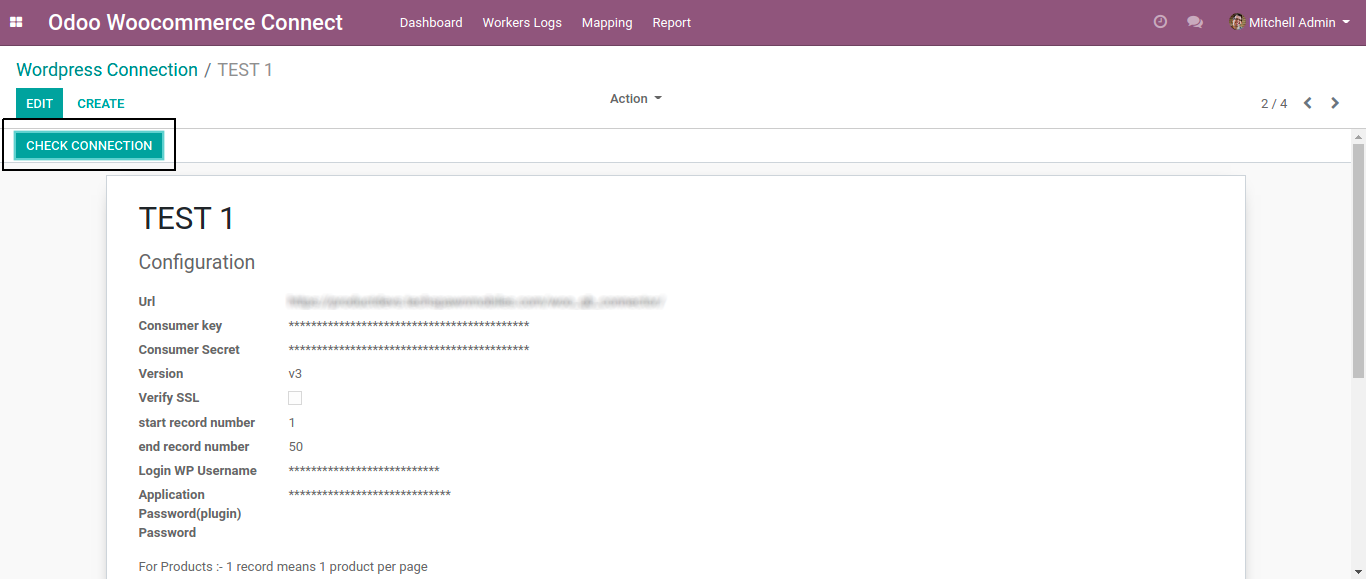 Odoo Woocommerce Connect Dashboard Workers Logs Mapping Report Mitchell Admin
Wordpress Connection / TEST 1
EDIT CREATE Action 2 / 4
CHECK CONNECTION
TEST 1
Configuration
Url
Consumer key *******************************************
Consumer Secret *******************************************
Version v3
Verify SSL
start record number 1
end record number 50
Login WP Username ***************************
Application *****************************
Password(plugin)
Password
For Products :- 1 record means 1 product per page